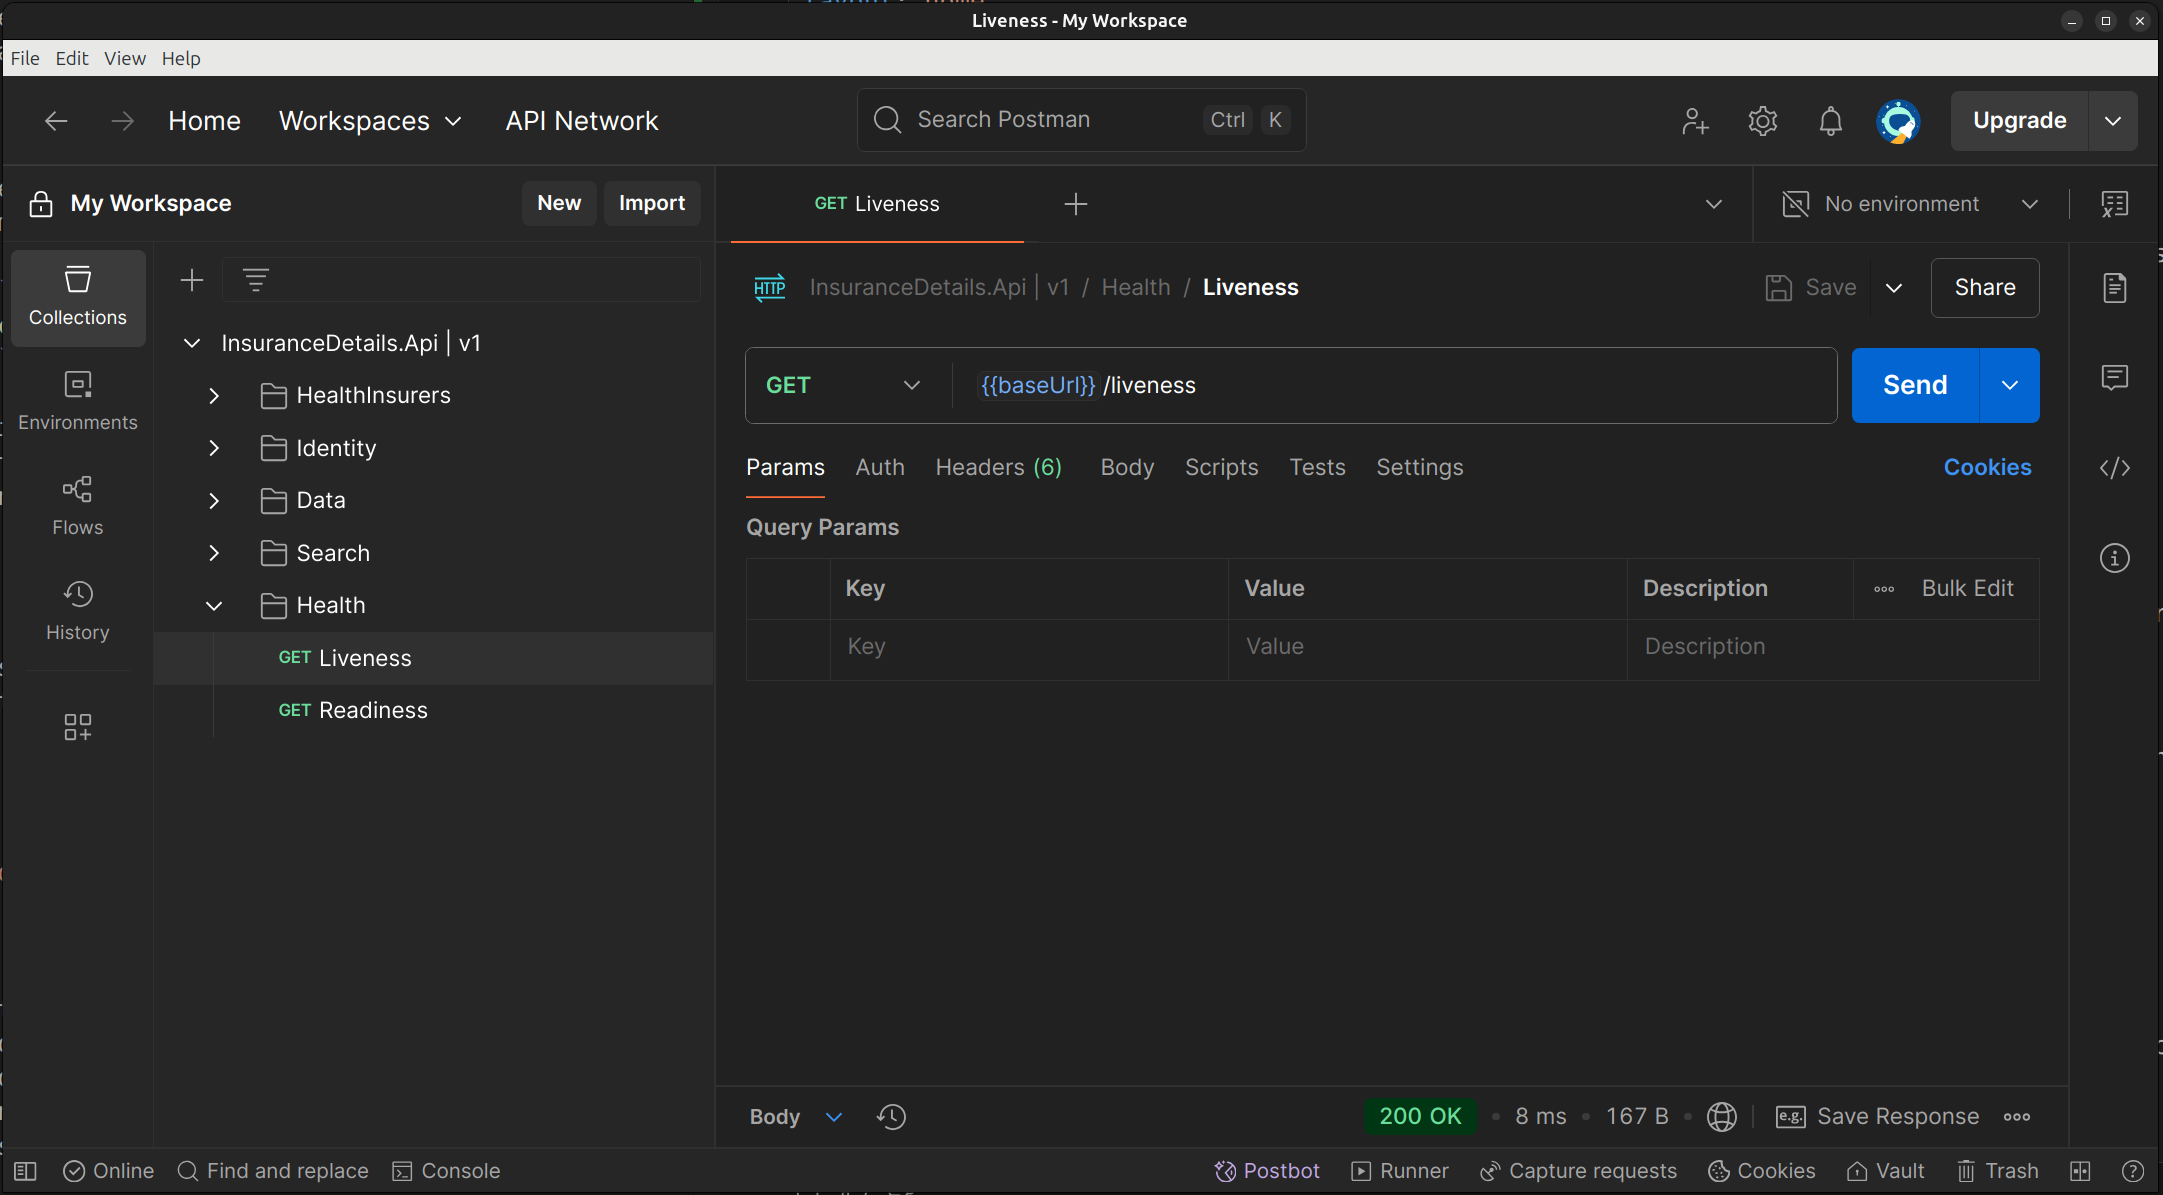 Liveness - My Workspace
File Edit View Help
Home Workspaces API Network Search Postman Ctrl K Upgrade
My Workspace New Import GET Liveness No environment
Collections
Environments
Flows
History
InsuranceDetails.Api | v1
HealthInsurers
Identity
Data
Search
Health
GET Liveness
GET Readiness
HTTP InsuranceDetails.Api | v1 / Health / Liveness Save Share
GET {{baseUrl}} /liveness Send
Params Auth Headers (6) Body Scripts Tests Settings Cookies
Query Params
Key Value Description Bulk Edit
Key Value Description
Body 200 OK 8 ms 167 B e.g. Save Response
Online Find and replace Console Postbot Runner Capture requests Cookies Vault Trash